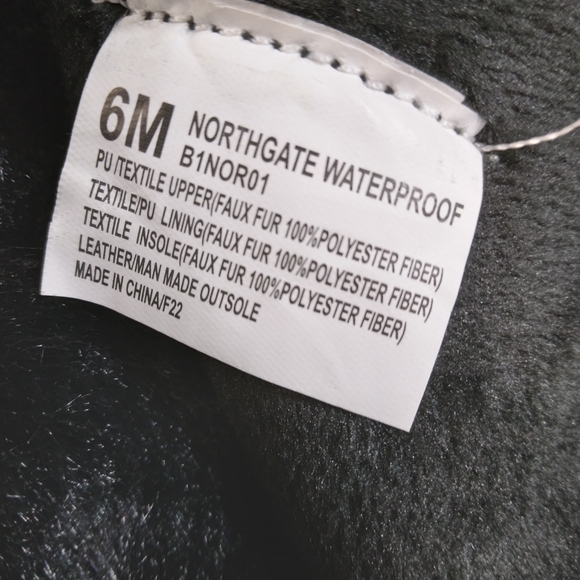 6M NORTHGATE WATERPROOF
B1NOR01
PU /TEXTILE UPPER(FAUX FUR 100%POLYESTER FIBER)
TEXTILE/PU LINING(FAUX FUR 100%POLYESTER FIBER)
TEXTILE INSOLE(FAUX FUR 100%POLYESTER FIBER)
LEATHER/MAN MADE OUTSOLE
MADE IN CHINA/F22